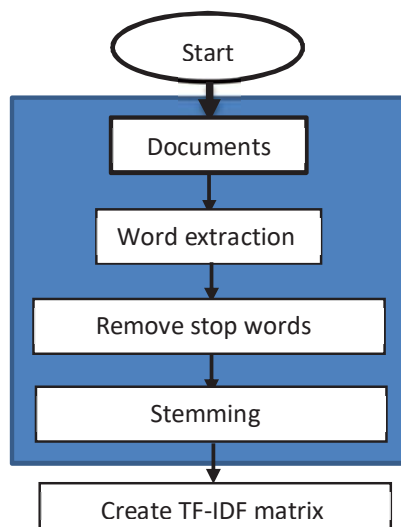 Start
Documents
Word extraction
Remove stop words
Stemming
Create TF-IDF matrix